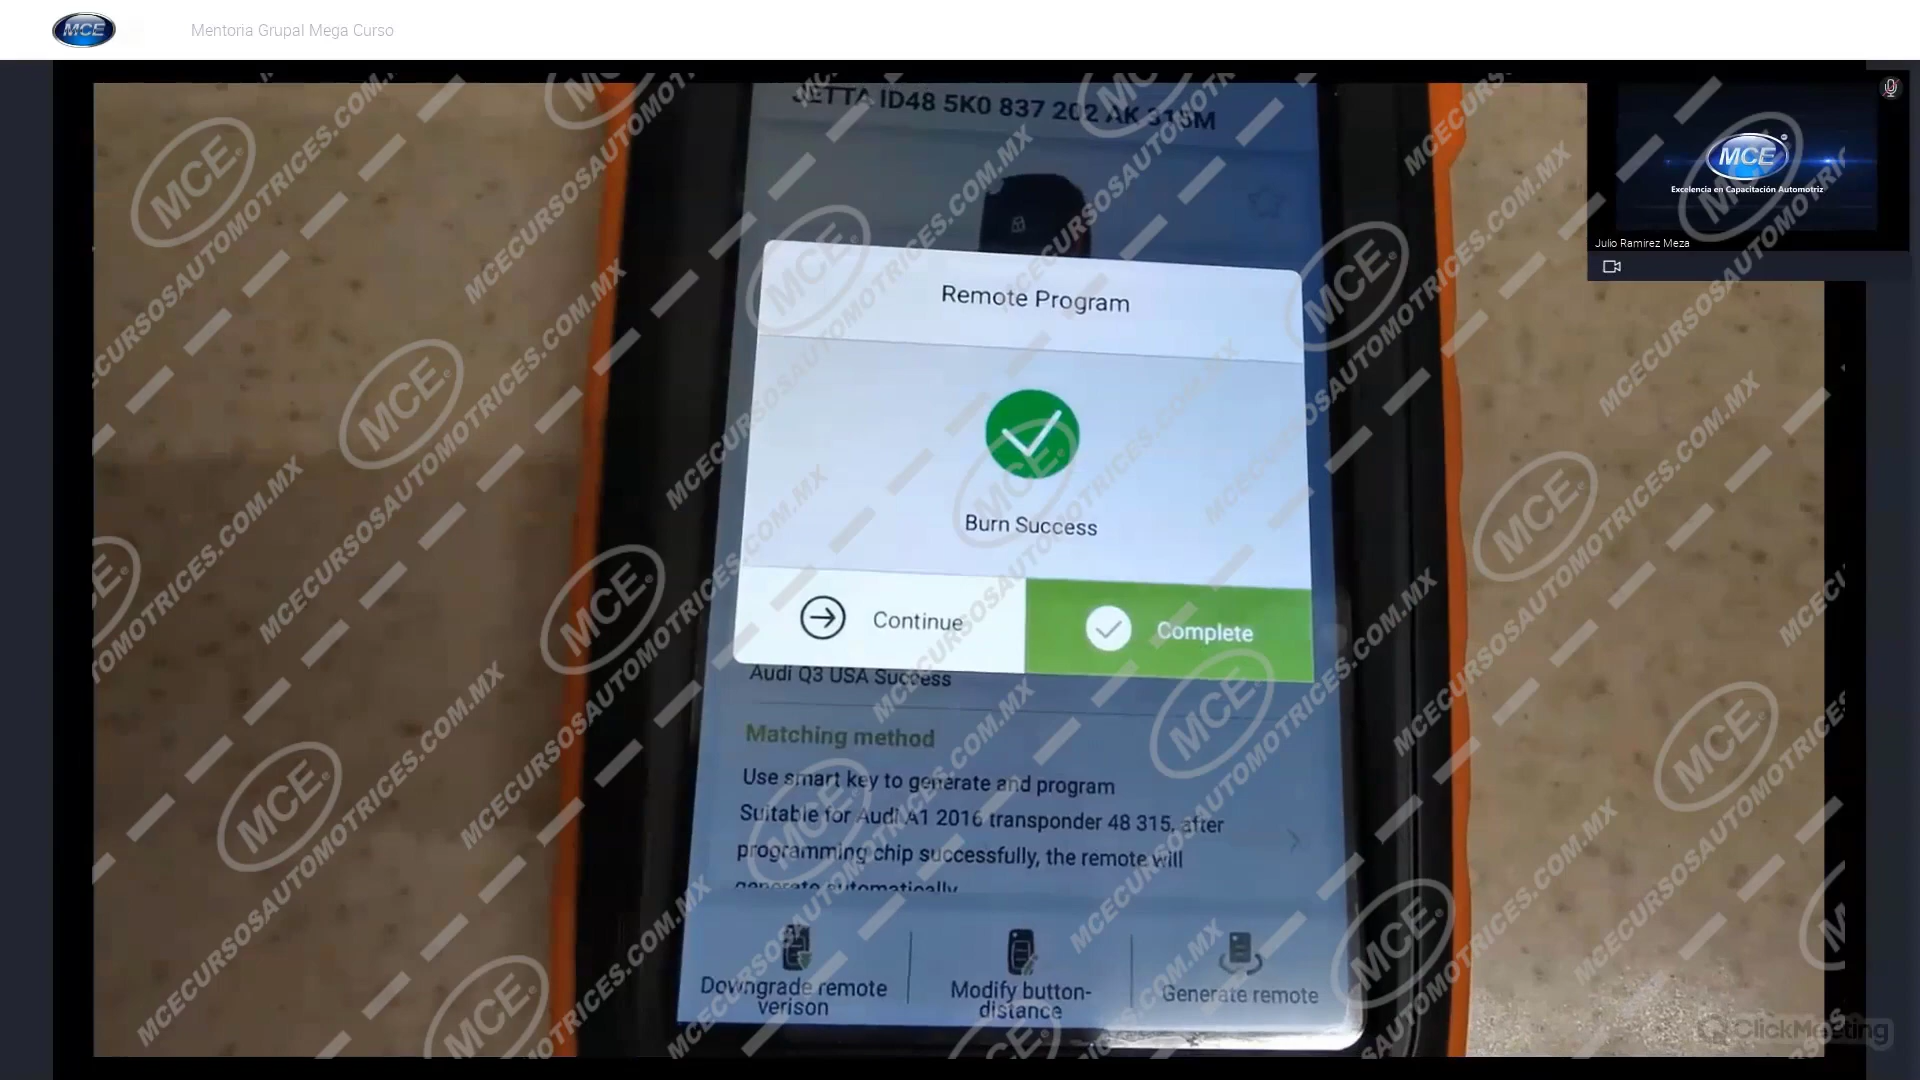 MCE
Mentoria Grupal Mega Curso
JETTA ID48 5K0 837 202 AK 315M
Remote Program
Burn Success
Continue
Complete
Audi Q3 USA Success
Matching method
Use smart key to generate and program
Suitable for Audi A1 2016 transponder 48 315, after
programming chip successfully, the remote will
generate automatically
Downgrade remote
verison
Modify button-
distance
Generate remote
MCE
Excelencia en Capacitación Automotriz
Julio Ramirez Meza
MCECURSOSAUTOMOTRICES.COM.MX
ClickMeeting